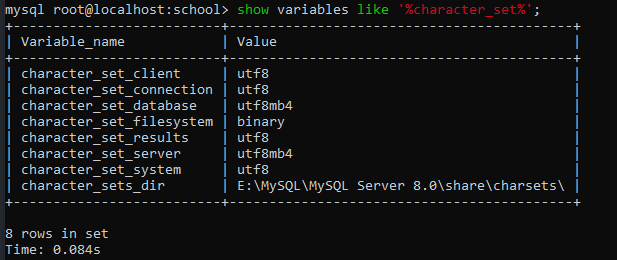 mysql root@localhost:school> show variables like '%character_set%';
+--------------------------+-------------------------------------------+
| Variable_name            | Value                                     |
+--------------------------+-------------------------------------------+
| character_set_client     | utf8                                      |
| character_set_connection | utf8                                      |
| character_set_database   | utf8mb4                                   |
| character_set_filesystem | binary                                    |
| character_set_results    | utf8                                      |
| character_set_server     | utf8mb4                                   |
| character_set_system     | utf8                                      |
| character_sets_dir       | E:\MySQL\MySQL Server 8.0\share\charsets\ |
+--------------------------+-------------------------------------------+
8 rows in set
Time: 0.084s